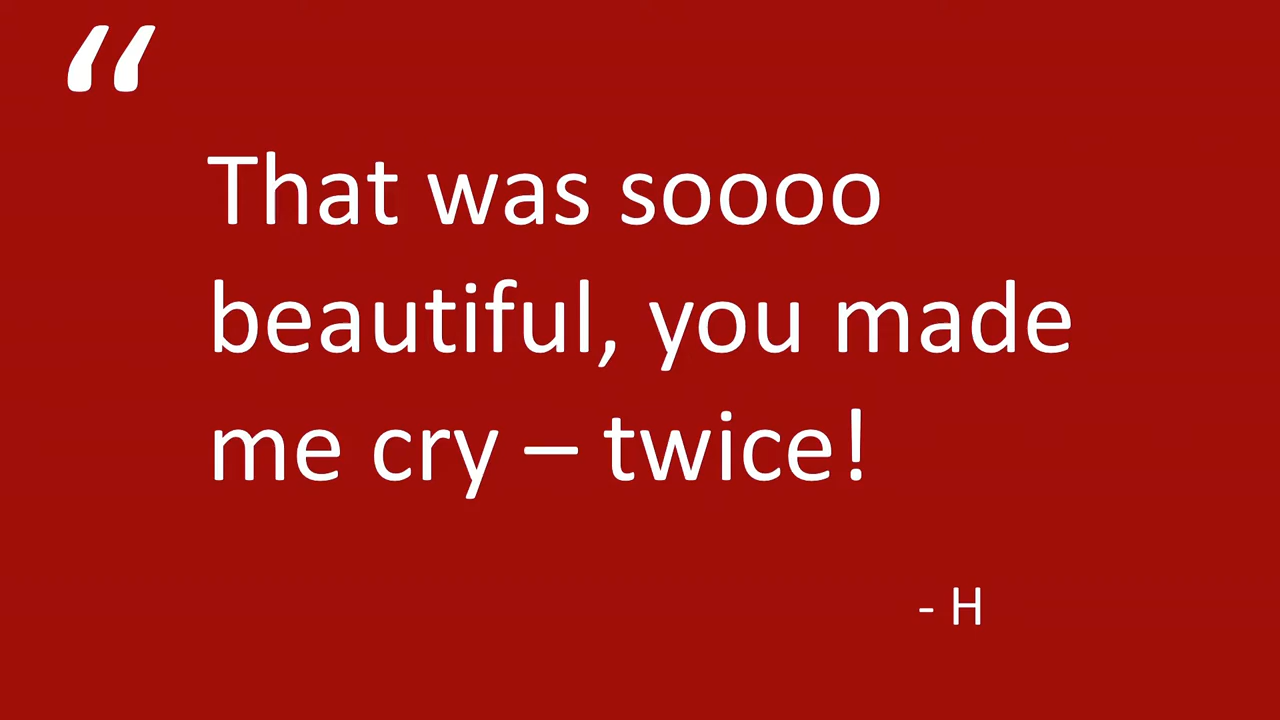 “
That was soooo
beautiful, you made
me cry – twice!
- H